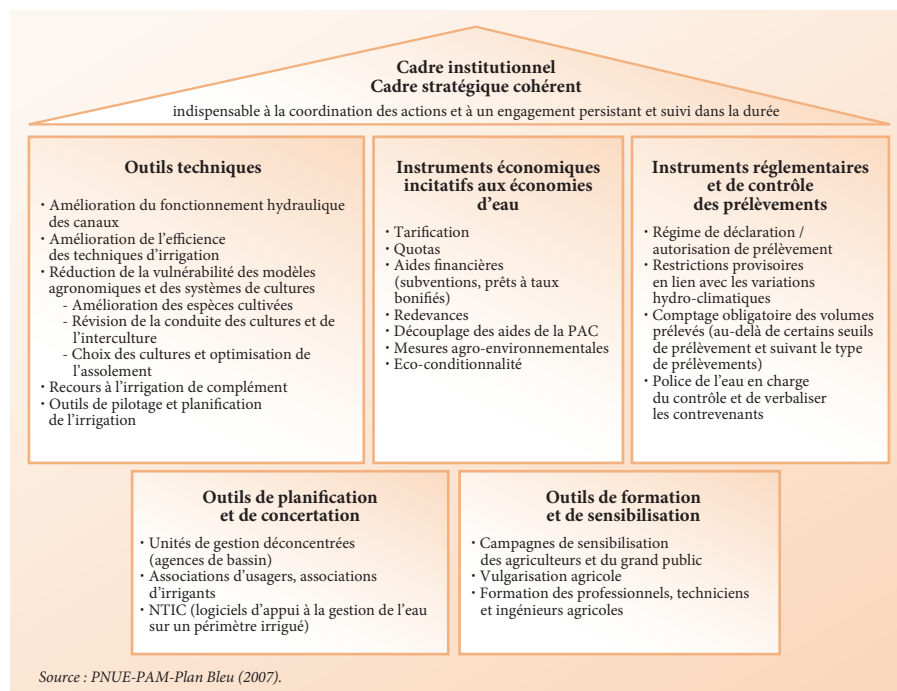 Cadre institutionnel
Cadre stratégique cohérent
indispensable à la coordination des actions et à un engagement persistant et suivi dans la durée
Outils techniques
· Amélioration du fonctionnement hydraulique
des canaux
· Amélioration de l'efficience
des techniques d'irrigation
· Réduction de la vulnérabilité des modèles
agronomiques et des systèmes de cultures
- Amélioration des espèces cultivées
- Révision de la conduite des cultures et de
l'interculture
- Choix des cultures et optimisation de
l'assolement
· Recours à l'irrigation de complément
· Outils de pilotage et planification
de l'irrigation
Instruments économiques
incitatifs aux économies
d'eau
· Tarification
· Quotas
· Aides financières
(subventions, prêts à taux
bonifiés)
· Redevances
· Découplage des aides de la PAC
· Mesures agro-environnementales
· Eco-conditionnalité
Instruments réglementaires
et de contrôle
des prélèvements
· Régime de déclaration /
autorisation de prélèvement
· Restrictions provisoires
en lien avec les variations
hydro-climatiques
· Comptage obligatoire des volumes
prélevés (au-delà de certains seuils
de prélèvement et suivant le type
de prélèvements)
· Police de l'eau en charge
du contrôle et de verbaliser
les contrevenants
Outils de planification
et de concertation
· Unités de gestion déconcentrées
(agences de bassin)
· Associations d'usagers, associations
d'irrigants
· NTIC (logiciels d'appui à la gestion de l'eau
sur un périmètre irrigué)
Outils de formation
et de sensibilisation
· Campagnes de sensibilisation
des agriculteurs et du grand public
· Vulgarisation agricole
· Formation des professionnels, techniciens
et ingénieurs agricoles
Source : PNUE-PAM-Plan Bleu (2007).